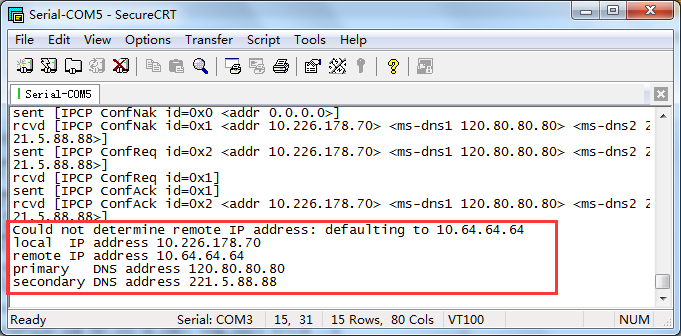 Serial-COM5 - SecureCRT
File Edit View Options Transfer Script Tools Help
Serial-COM5
sent [IPCP ConfNak id=0x0 <addr 0.0.0.0>]
rcvd [IPCP ConfNak id=0x1 <addr 10.226.178.70> <ms-dns1 120.80.80.80> <ms-dns2 2
21.5.88.88>]
sent [IPCP ConfReq id=0x2 <addr 10.226.178.70> <ms-dns1 120.80.80.80> <ms-dns2 2
21.5.88.88>]
rcvd [IPCP ConfReq id=0x1]
sent [IPCP ConfAck id=0x1]
rcvd [IPCP ConfAck id=0x2 <addr 10.226.178.70> <ms-dns1 120.80.80.80> <ms-dns2 2
21.5.88.88>]
Could not determine remote IP address: defaulting to 10.64.64.64
local  IP address 10.226.178.70
remote IP address 10.64.64.64
primary   DNS address 120.80.80.80
secondary DNS address 221.5.88.88
Ready Serial: COM3 15, 31 15 Rows, 80 Cols VT100 NUM